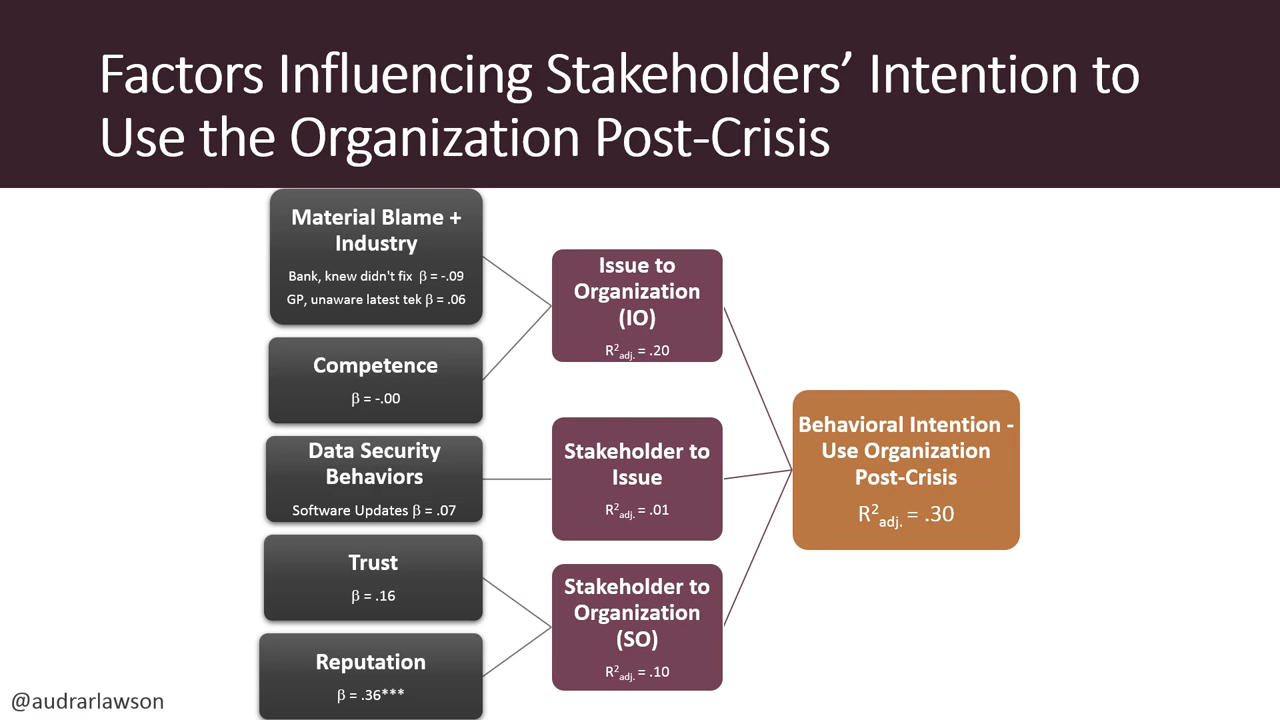 Factors Influencing Stakeholders’ Intention to
Use the Organization Post-Crisis
Material Blame +
Industry
Bank, knew didn't fix β = -.09
GP, unaware latest tek β = .06
Competence
β = -.00
Data Security
Behaviors
Software Updates β = .07
Trust
β = .16
Reputation
β = .36***
Issue to
Organization
(IO)
R²adj. = .20
Stakeholder to
Issue
R²adj. = .01
Stakeholder to
Organization
(SO)
R²adj. = .10
Behavioral Intention -
Use Organization
Post-Crisis
R²adj. = .30
@audrarlawson